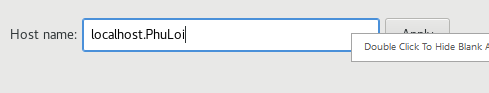 Host name: localhost.PhuLoi Apply
Double Click To Hide Blank